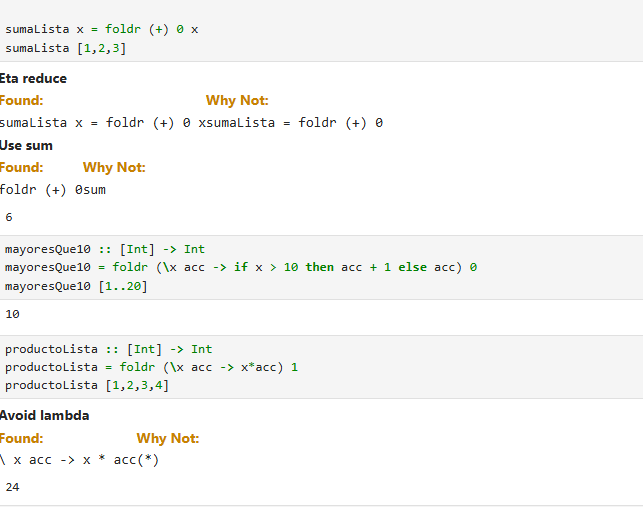 sumaLista x = foldr (+) 0 x
sumaLista [1,2,3]
Eta reduce
Found: Why Not:
sumaLista x = foldr (+) 0 xsumaLista = foldr (+) 0
Use sum
Found: Why Not:
foldr (+) 0sum
6
mayoresQue10 :: [Int] -> Int
mayoresQue10 = foldr (\x acc -> if x > 10 then acc + 1 else acc) 0
mayoresQue10 [1..20]
10
productoLista :: [Int] -> Int
productoLista = foldr (\x acc -> x*acc) 1
productoLista [1,2,3,4]
Avoid lambda
Found: Why Not:
\ x acc -> x * acc(*)
24